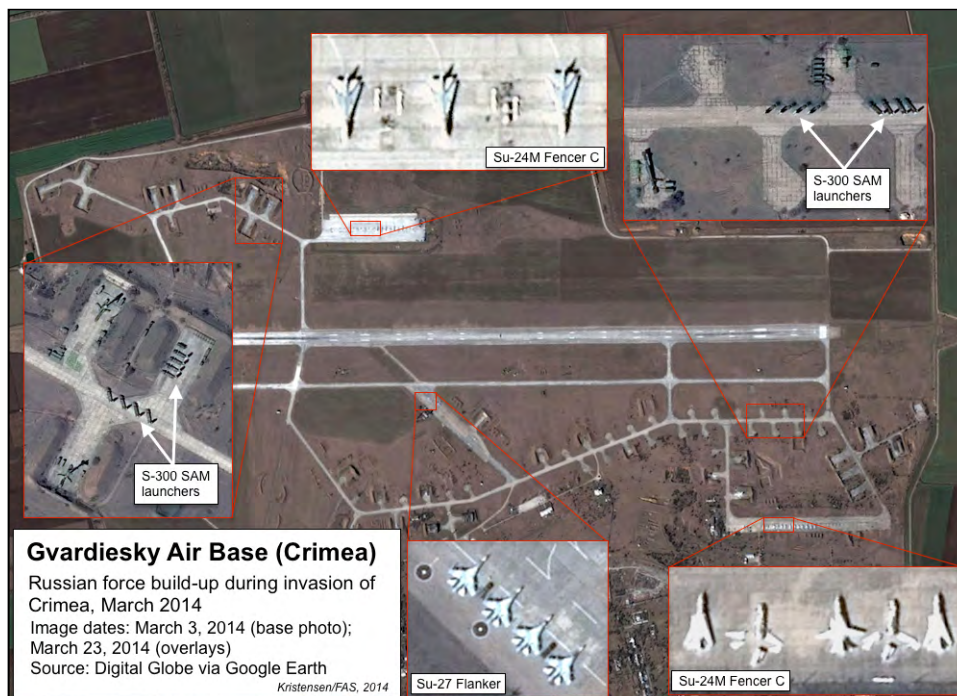 Su-24M Fencer C
S-300 SAM
launchers
S-300 SAM
launchers
Gvardiesky Air Base (Crimea)
Russian force build-up during invasion of
Crimea, March 2014
Image dates: March 3, 2014 (base photo);
March 23, 2014 (overlays)
Source: Digital Globe via Google Earth
Kristensen/FAS, 2014
Su-27 Flanker
Su-24M Fencer C